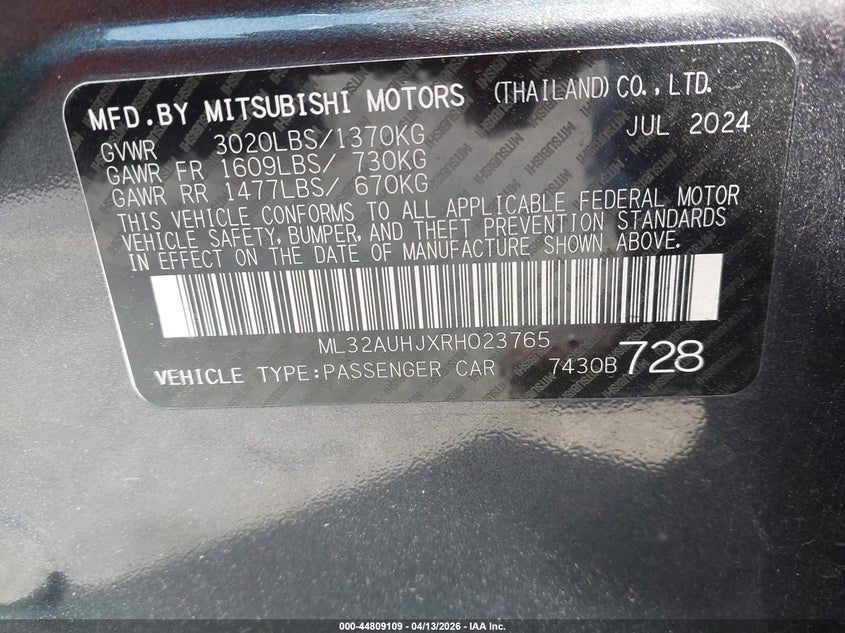 MFD.BY MITSUBISHI MOTORS (THAILAND) CO., LTD.
GVWR 3020LBS/1370KG JUL 2024
GAWR FR 1609LBS/ 730KG
GAWR RR 1477LBS/ 670KG
THIS VEHICLE CONFORMS TO ALL APPLICABLE FEDERAL MOTOR
VEHICLE SAFETY, BUMPER, AND THEFT PREVENTION STANDARDS
IN EFFECT ON THE DATE OF MANUFACTURE SHOWN ABOVE.
ML32AUHJXRH023765
VEHICLE TYPE:PASSENGER CAR 7430B 728
000-44809109 - 04/13/2026 - IAA Inc.